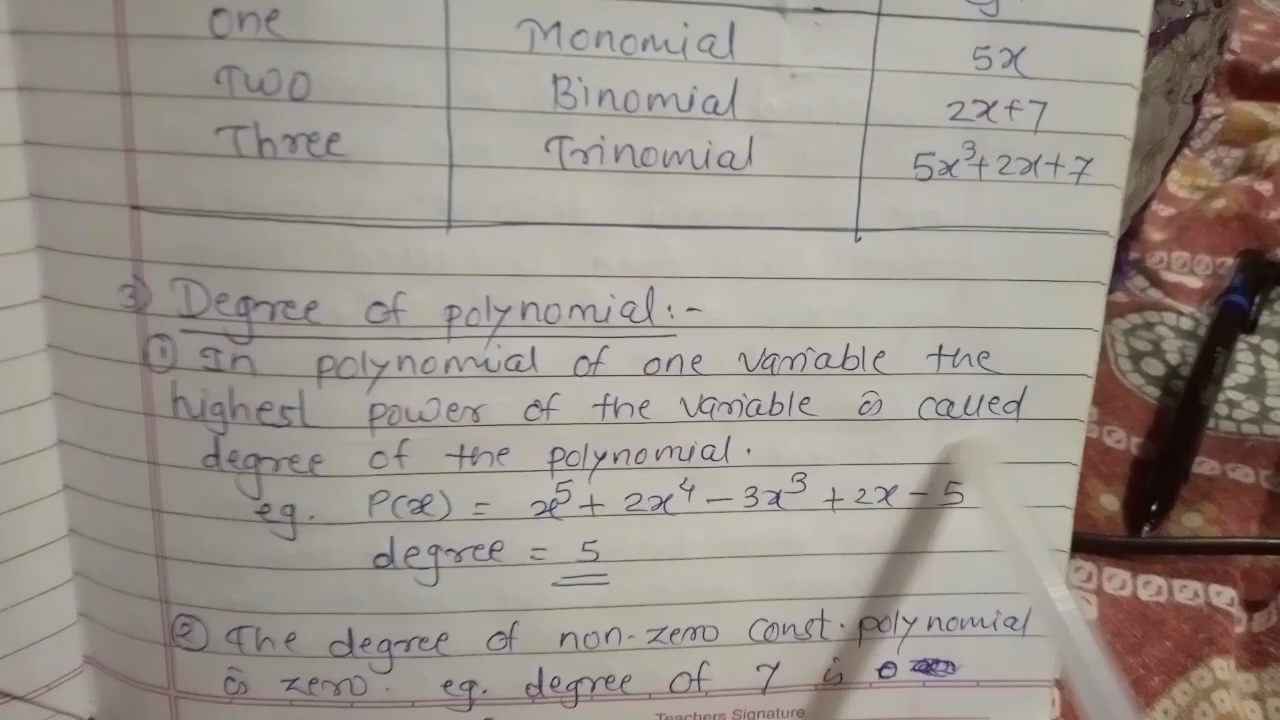 One Monomial 5x
Two Binomial 2x+7
Three Trinomial 5x³+2x+7
3) Degree of polynomial:-
① In polynomial of one variable the
highest power of the variable is called
degree of the polynomial.
eg. P(x) = x⁵ + 2x⁴ - 3x³ + 2x - 5
degree = 5
② The degree of non-zero const. polynomial
is zero. eg. degree of 7 is 0
Teachers Signature